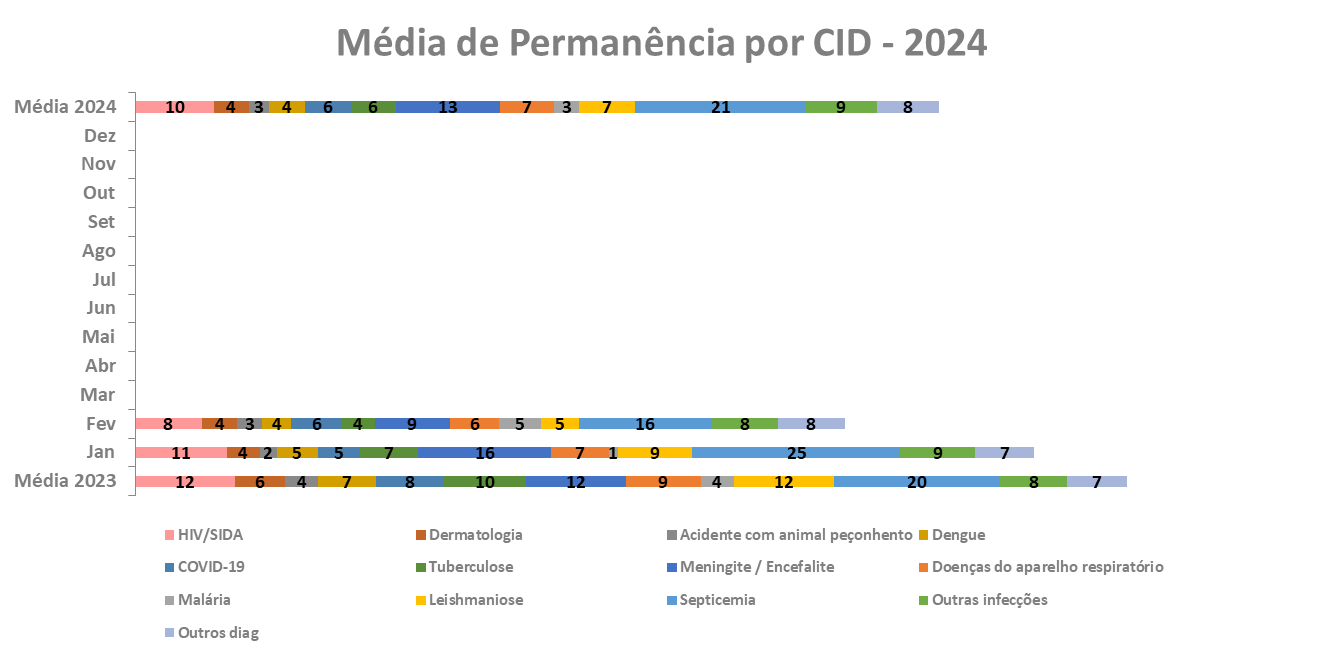 Média de Permanência por CID - 2024
Média 2024 10 4 3 4 6 6 13 7 3 7 21 9 8
Dez
Nov
Out
Set
Ago
Jul
Jun
Mai
Abr
Mar
Fev 8 4 3 4 6 4 9 6 5 5 16 8 8
Jan 11 4 2 5 5 7 16 7 1 9 25 9 7
Média 2023 12 6 4 7 8 10 12 9 4 12 20 8 7
HIV/SIDA Dermatologia Acidente com animal peçonhento Dengue
COVID-19 Tuberculose Meningite / Encefalite Doenças do aparelho respiratório
Malária Leishmaniose Septicemia Outras infecções
Outros diag